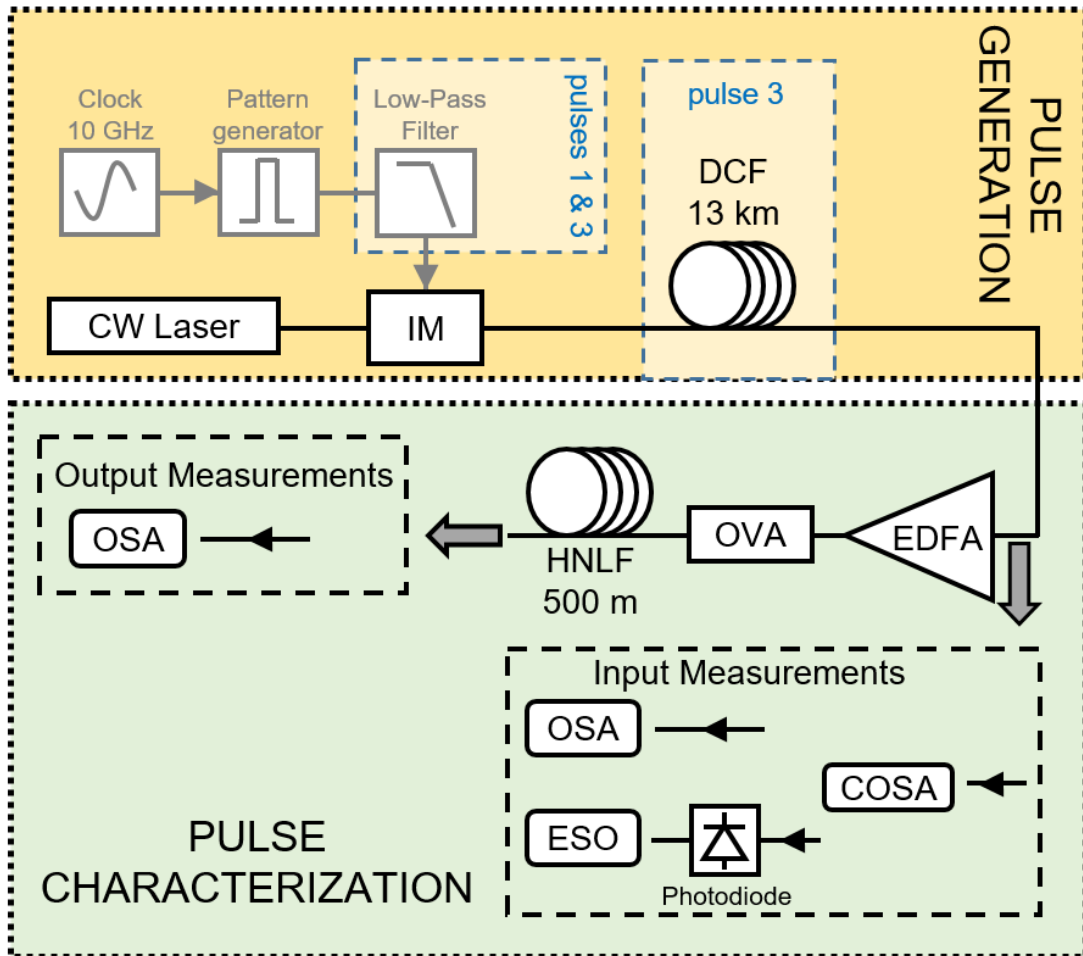 PULSE
GENERATION
Clock
10 GHz
Pattern
generator
Low-Pass
Filter
pulses 1 & 3
pulse 3
DCF
13 km
CW Laser
IM
Output Measurements
OSA
HNLF
500 m
OVA
EDFA
Input Measurements
OSA
COSA
ESO
Photodiode
PULSE
CHARACTERIZATION